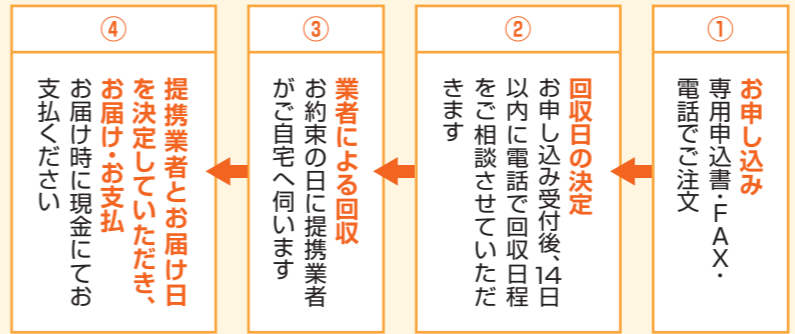 ①
お申し込み
専用申込書・FAX・
電話でご注文
②
回収日の決定
お申し込み受付後、14日
以内に電話で回収日程
をご相談させていただ
きます
③
業者による回収
お約束の日に提携業者
がご自宅へ伺います
④
提携業者とお届け日
を決定していただき、
お届け・お支払
お届け時に現金にてお
支払ください